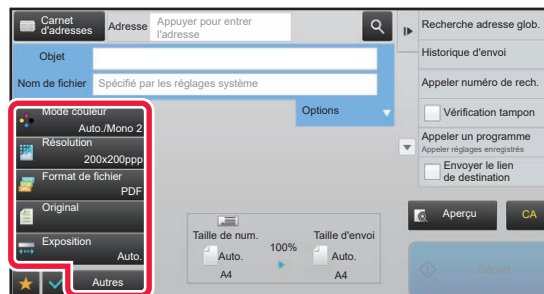 Carnet
d'adresses
Adresse
Appuyer pour entrer
l'adresse
Objet
Nom de fichier
Spécifié par les réglages système
Options
Mode couleur
Auto./Mono 2
Résolution
200x200ppp
Format de
fichier
PDF
Original
Exposition
Auto.
Autres
Taille de num.
Auto.
A4
100%
Taille d'envoi
Auto.
A4
Recherche adresse glob.
Historique d'envoi
Appeler numéro de rech.
Vérification tampon
Appeler un programme
Appeler réglages enregistrés
Envoyer le lien
de destination
Aperçu
CA
Départ